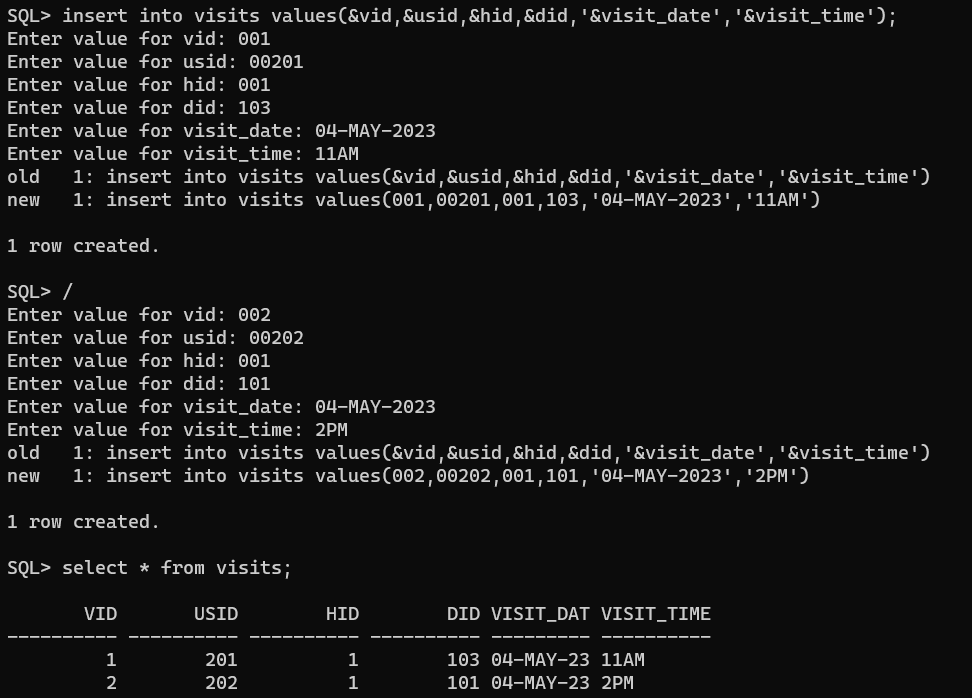 SQL> insert into visits values(&vid,&usid,&hid,&did,'&visit_date','&visit_time');
Enter value for vid: 001
Enter value for usid: 00201
Enter value for hid: 001
Enter value for did: 103
Enter value for visit_date: 04-MAY-2023
Enter value for visit_time: 11AM
old   1: insert into visits values(&vid,&usid,&hid,&did,'&visit_date','&visit_time')
new   1: insert into visits values(001,00201,001,103,'04-MAY-2023','11AM')

1 row created.

SQL> /
Enter value for vid: 002
Enter value for usid: 00202
Enter value for hid: 001
Enter value for did: 101
Enter value for visit_date: 04-MAY-2023
Enter value for visit_time: 2PM
old   1: insert into visits values(&vid,&usid,&hid,&did,'&visit_date','&visit_time')
new   1: insert into visits values(002,00202,001,101,'04-MAY-2023','2PM')

1 row created.

SQL> select * from visits;

       VID       USID        HID        DID VISIT_DAT VISIT_TIME
---------- ---------- ---------- ---------- --------- ----------
         1        201          1        103 04-MAY-23 11AM
         2        202          1        101 04-MAY-23 2PM